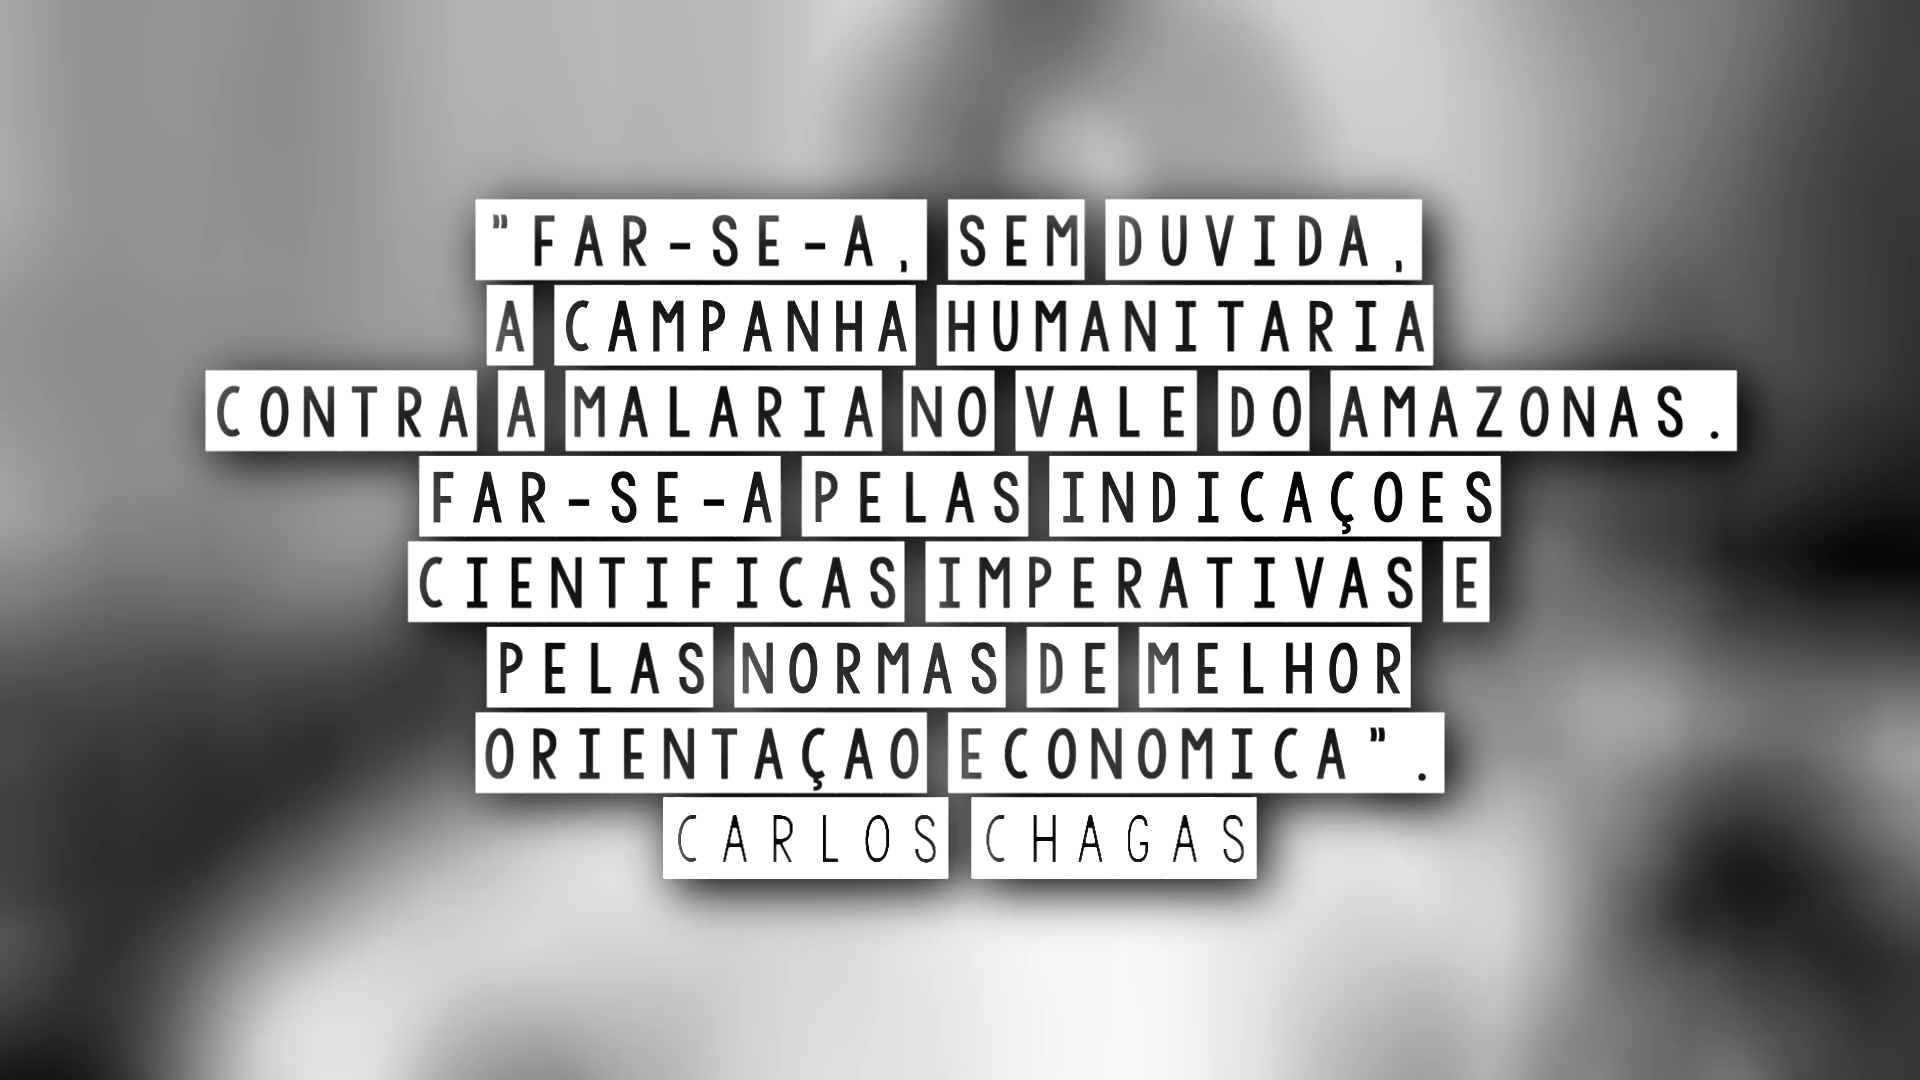 "FAR-SE-A, SEM DUVIDA,
A CAMPANHA HUMANITARIA
CONTRA A MALARIA NO VALE DO AMAZONAS.
FAR-SE-A PELAS INDICAÇOES
CIENTIFICAS IMPERATIVAS E
PELAS NORMAS DE MELHOR
ORIENTAÇAO ECONOMICA".
CARLOS CHAGAS